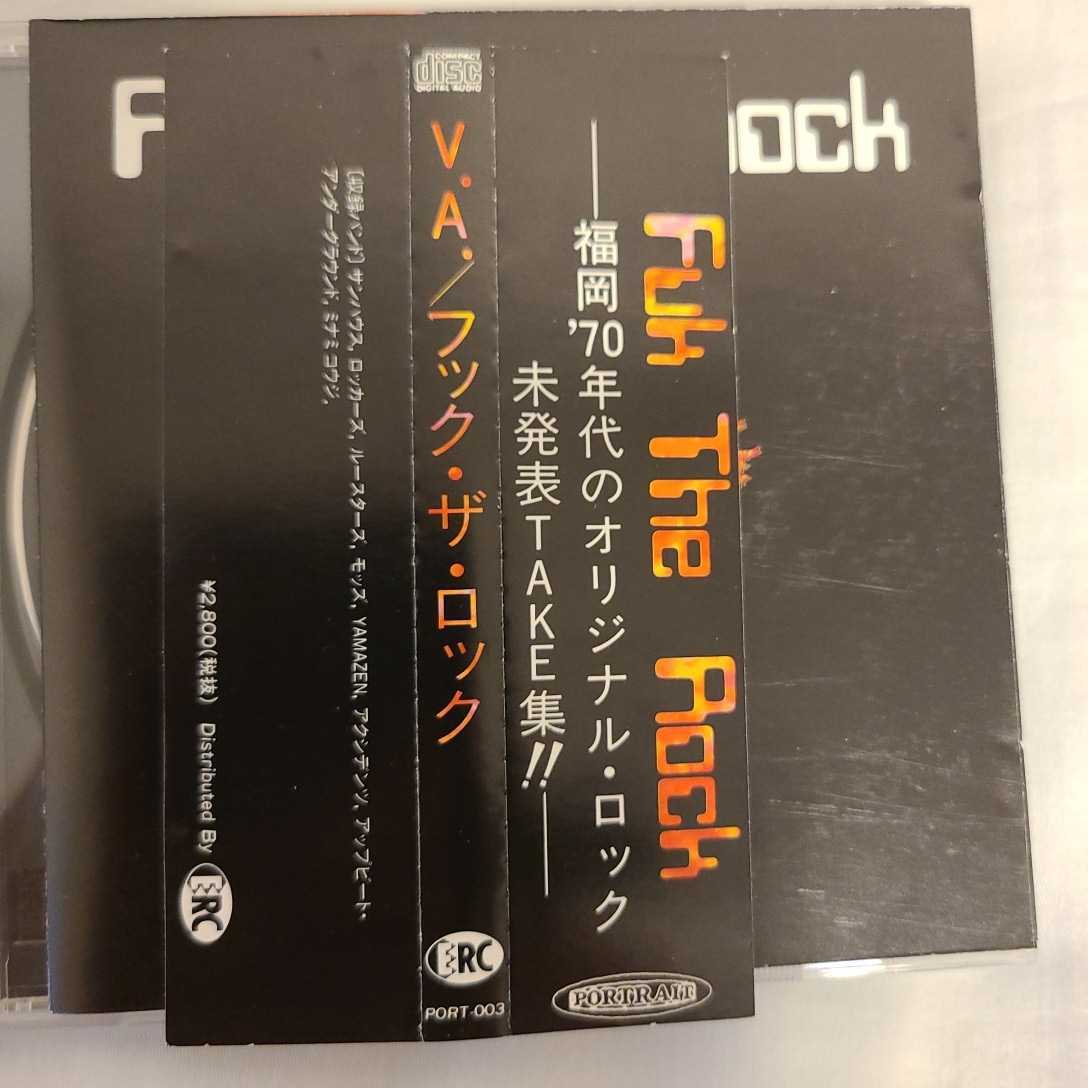 Fuk The Rock
——福岡'70年代のオリジナル・ロック
未発表TAKE集!!——
PORTRAIT
COMPACT
disc
DIGITAL AUDIO
V.A.／フック・ザ・ロック
ERC
PORT-003
〔収録バンド〕サンハウス, ロッカーズ, ルースターズ, モッズ, YAMAZEN, アクシデンツ, アップビート・
アンダーグラウンド, ミナミコウジ,
¥2,800(税抜) Distributed By ERC
F
ock